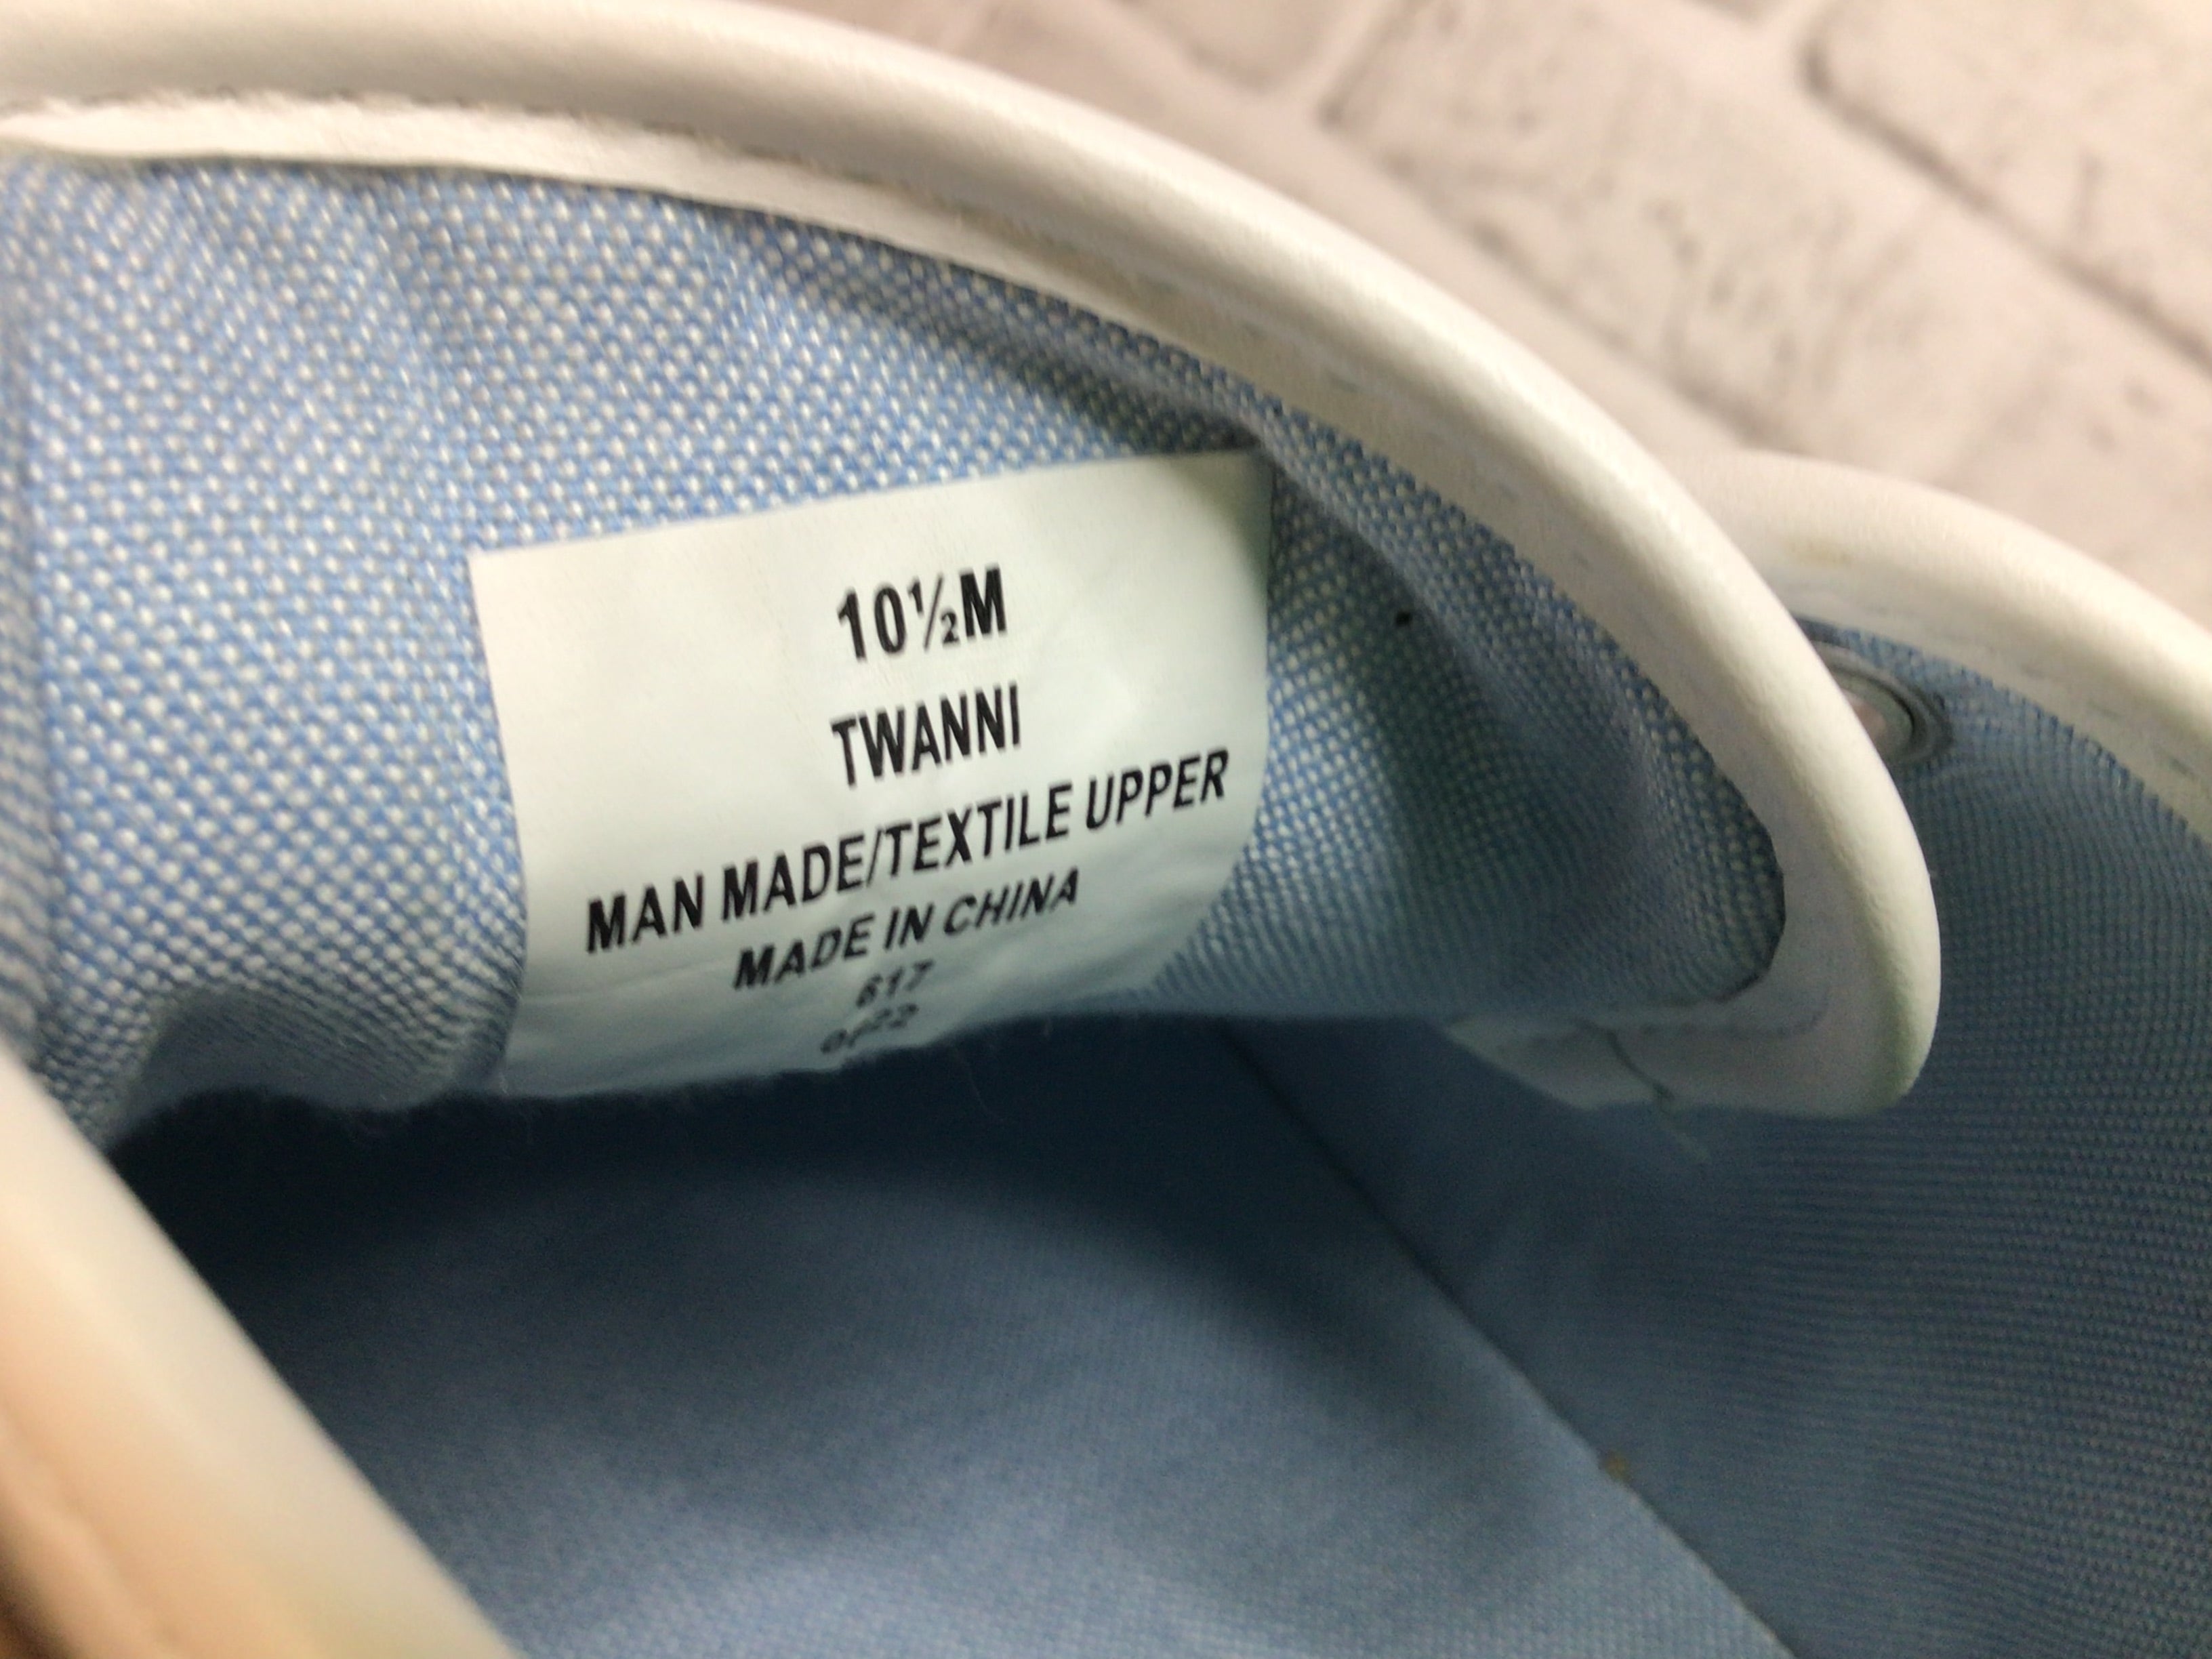 10½M
TWANNI
MAN MADE/TEXTILE UPPER
MADE IN CHINA
617